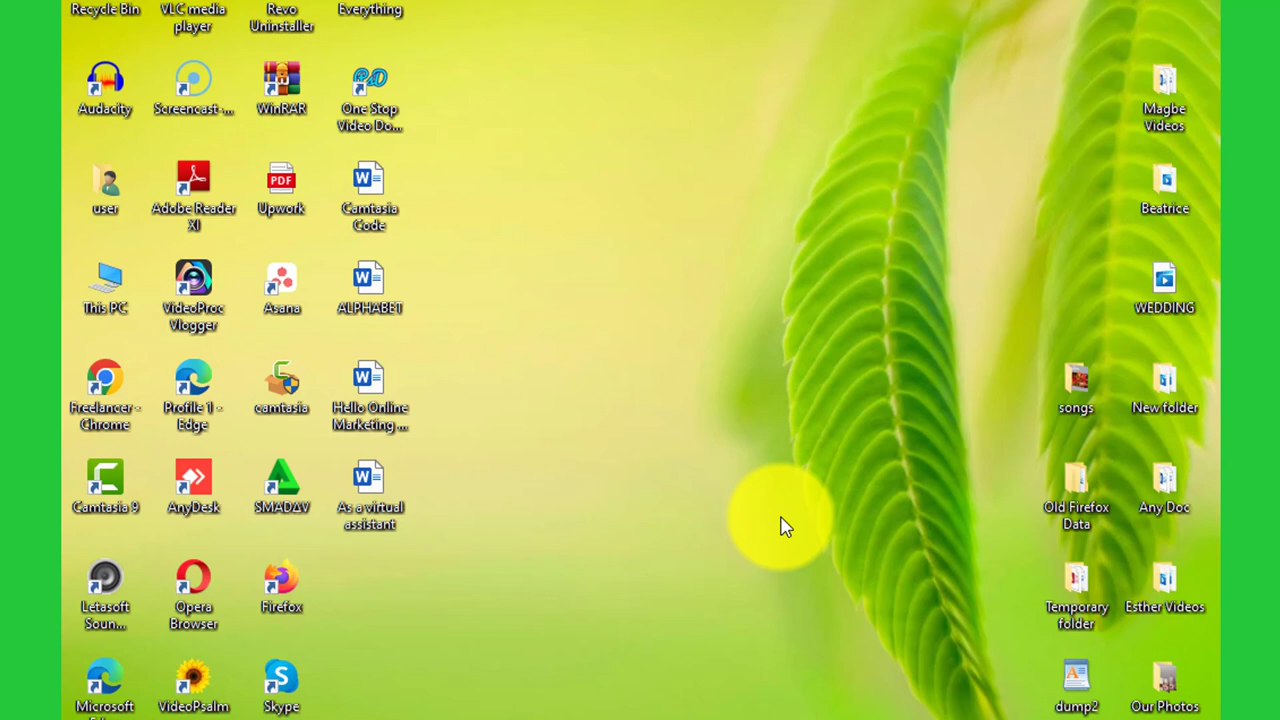 Recycle Bin
VLC media
player
Revo
Uninstaller
Everything
Audacity
Screencast-...
WinRAR
One Stop
Video Do...
user
Adobe Reader
XI
PDF
Upwork
Camtasia
Code
This PC
VideoProc
Vlogger
Asana
ALPHABET
Freelancer -
Chrome
Profile 1 -
Edge
camtasia
Hello Online
Marketing ...
Camtasia 9
AnyDesk
SMADΔV
As a virtual
assistant
Letasoft
Soun...
Opera
Browser
Firefox
Microsoft
VideoPsalm
Skype
Magbe
Videos
Beatrice
WEDDING
songs
New folder
Old Firefox
Data
Any Doc
Temporary
folder
Esther Videos
dump2
Our Photos